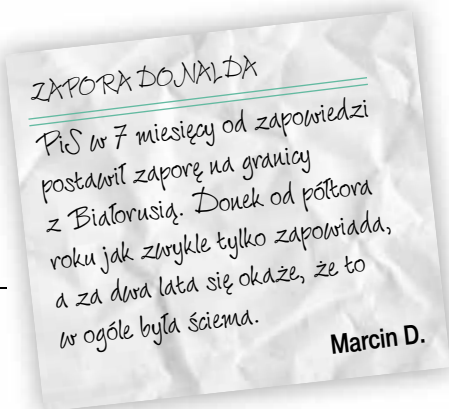 ZAPORA DONALDA
PiS w 7 miesięcy od zapowiedzi
postawił zaporę na granicy
z Białorusią. Donek od półtora
roku jak zwykle tylko zapowiada,
a za dwa lata się okaże, że to
w ogóle była ściema.
Marcin D.